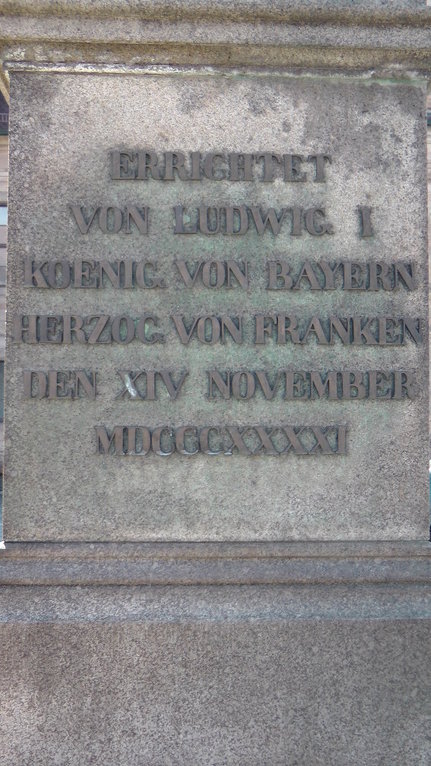 ERRICHTET
VON LUDWIG. I
KOENIG. VON BAYERN
HERZOG. VON FRANKEN
DEN XIV NOVEMBER
MDCCCXXXXI